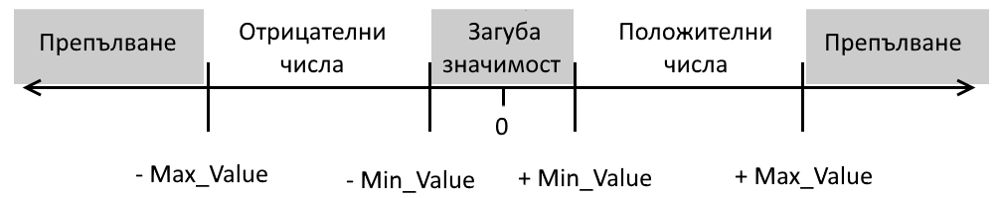 Препълване
Отрицателни
числа
Загуба
значимост
Положителни
числа
Препълване
0
- Max_Value
- Min_Value
+ Min_Value
+ Max_Value